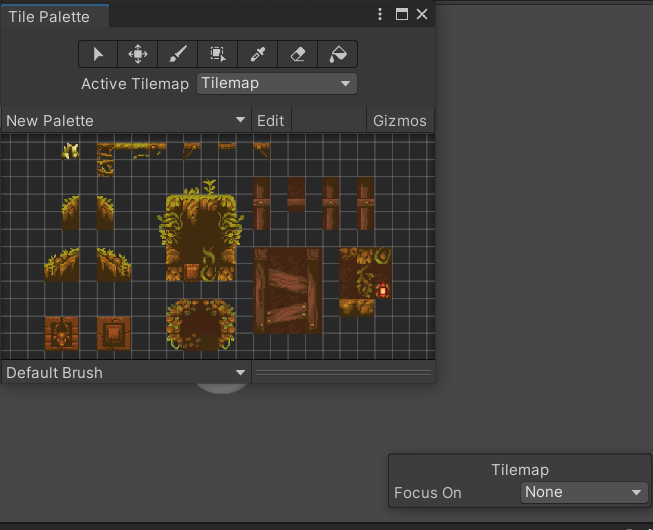 Tile Palette
Active Tilemap Tilemap
New Palette Edit Gizmos
Default Brush
Tilemap
Focus On None